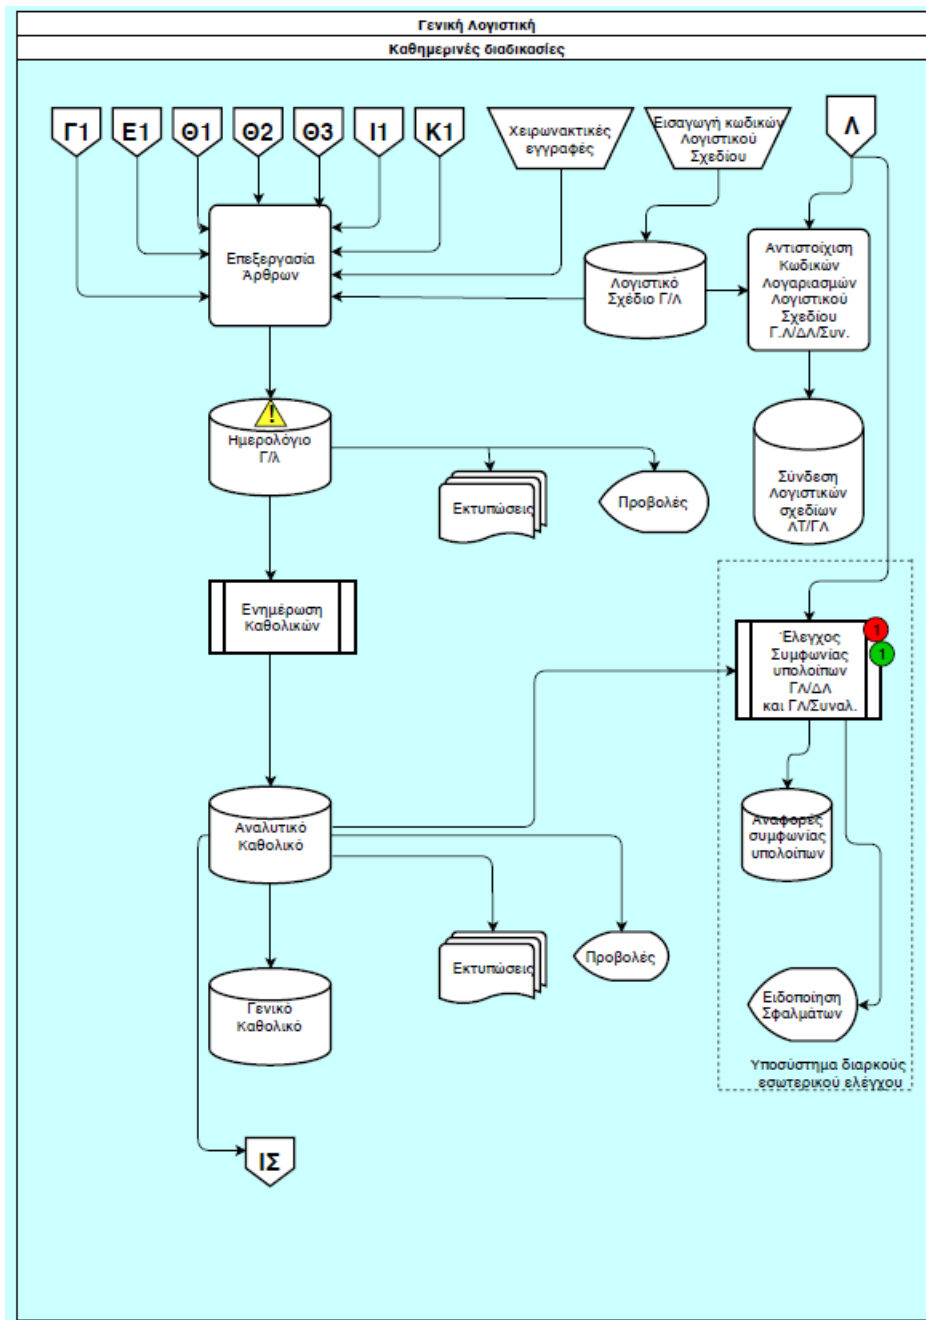 Γενική Λογιστική
Καθημερινές διαδικασίες
Γ1
Ε1
Θ1
Θ2
Θ3
Ι1
Κ1
Χειρωνακτικές
εγγραφές
Εισαγωγή κωδικών
Λογιστικού
Σχεδίου
Λ
Επεξεργασία
Άρθρων
Λογιστικό
Σχέδιο Γ/Λ
Αντιστοίχιση
Κωδικών
Λογαριασμών
Λογιστικού
Σχεδίου
Γ.Λ/ΔΛ/Συν.
!
Ημερολόγιο
Γ/λ
Εκτυπώσεις
Προβολές
Σύνδεση
Λογιστικών
σχεδίων
ΛΤ/ΓΛ
Ενημέρωση
Καθολικών
Έλεγχος
Συμφωνίας
υπολοίπων
ΓΛ/ΔΛ
και ΓΛ/Συναλ.
1
1
Αναλυτικό
Καθολικό
Αναφορές
συμφωνίας
υπολοίπων
Εκτυπώσεις
Προβολές
Γενικό
Καθολικό
Ειδοποίηση
Σφαλμάτων
Υποσύστημα διαρκούς
εσωτερικού ελέγχου
ΙΣ